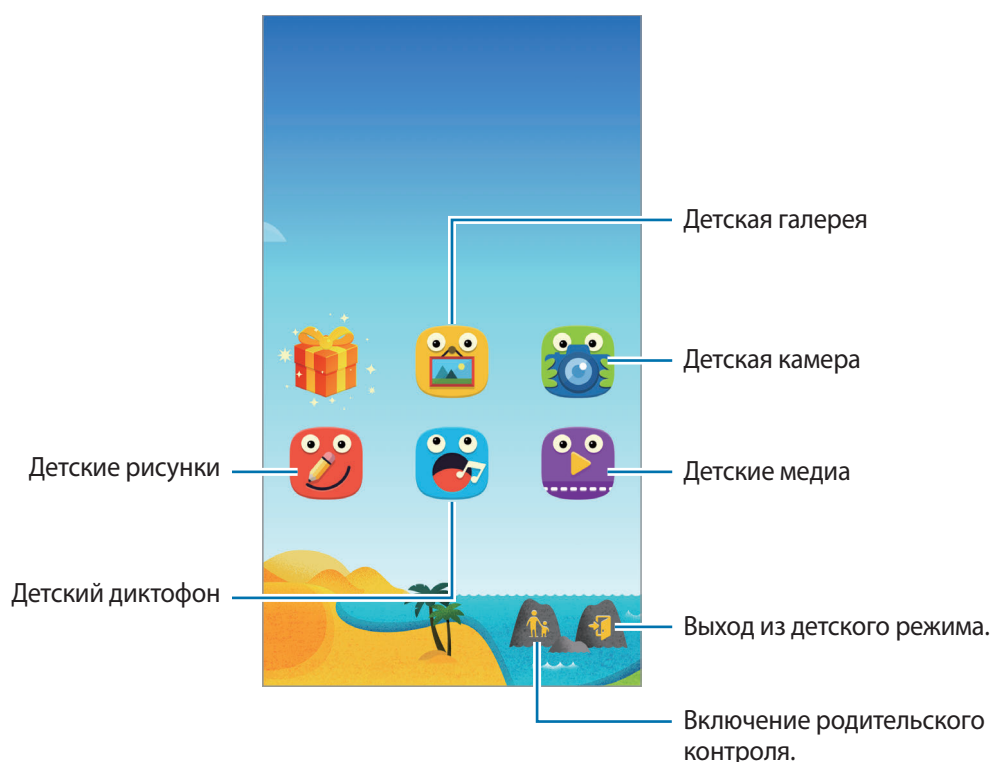 Детская галерея
Детская камера
Детские рисунки
Детские медиа
Детский диктофон
Выход из детского режима.
Включение родительского
контроля.